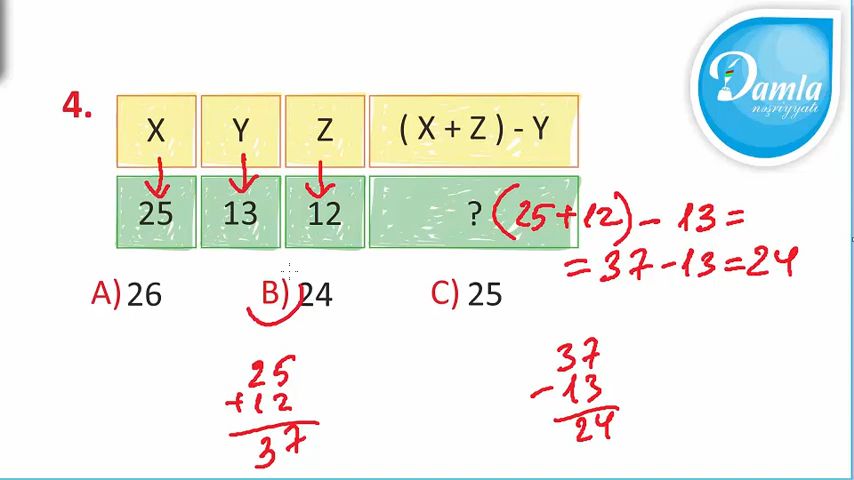 Damla
nəşriyyatı
4.
X Y Z ( X + Z ) - Y
25 13 12 ? (25+12) - 13 =
= 37 - 13 = 24
A) 26 B) 24 C) 25
25
+12
37
37
-13
24